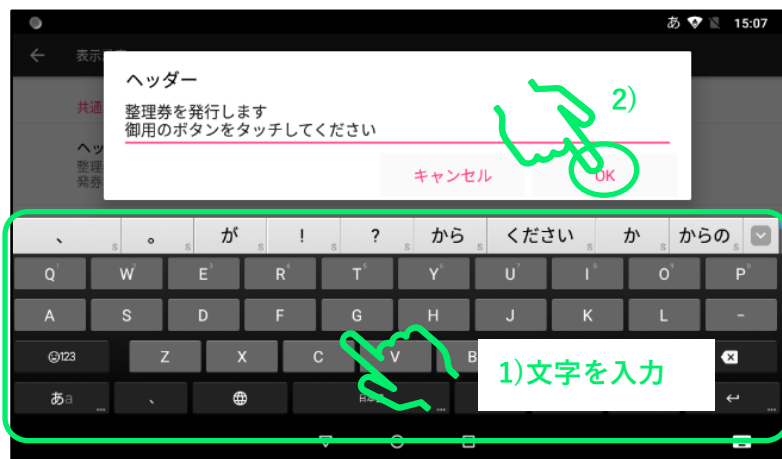 あ 15:07
表示
ヘッダー
共通
整理券を発行します
御用のボタンをタッチしてください
2)
ヘッ
整理
発券
キャンセル
OK
、 。 が ! ? から ください か からの
S S S S S S S S S
Q W E R T Y U I O P
A S D F G H J K L −
123 Z X C V B
1)文字を入力
あa 、 日本語